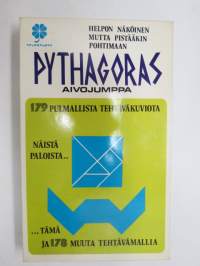 HELPON NÄKÖINEN
MUTTA PISTÄÄKIN
POHTIMAAN
PYTHAGORAS
AIVOJUMPPA
179 PULMALLISTA TEHTÄVÄKUVIOTA
NÄISTÄ
PALOISTA..
...TÄMÄ
JA 178 MUUTA TEHTÄVÄMALLIA